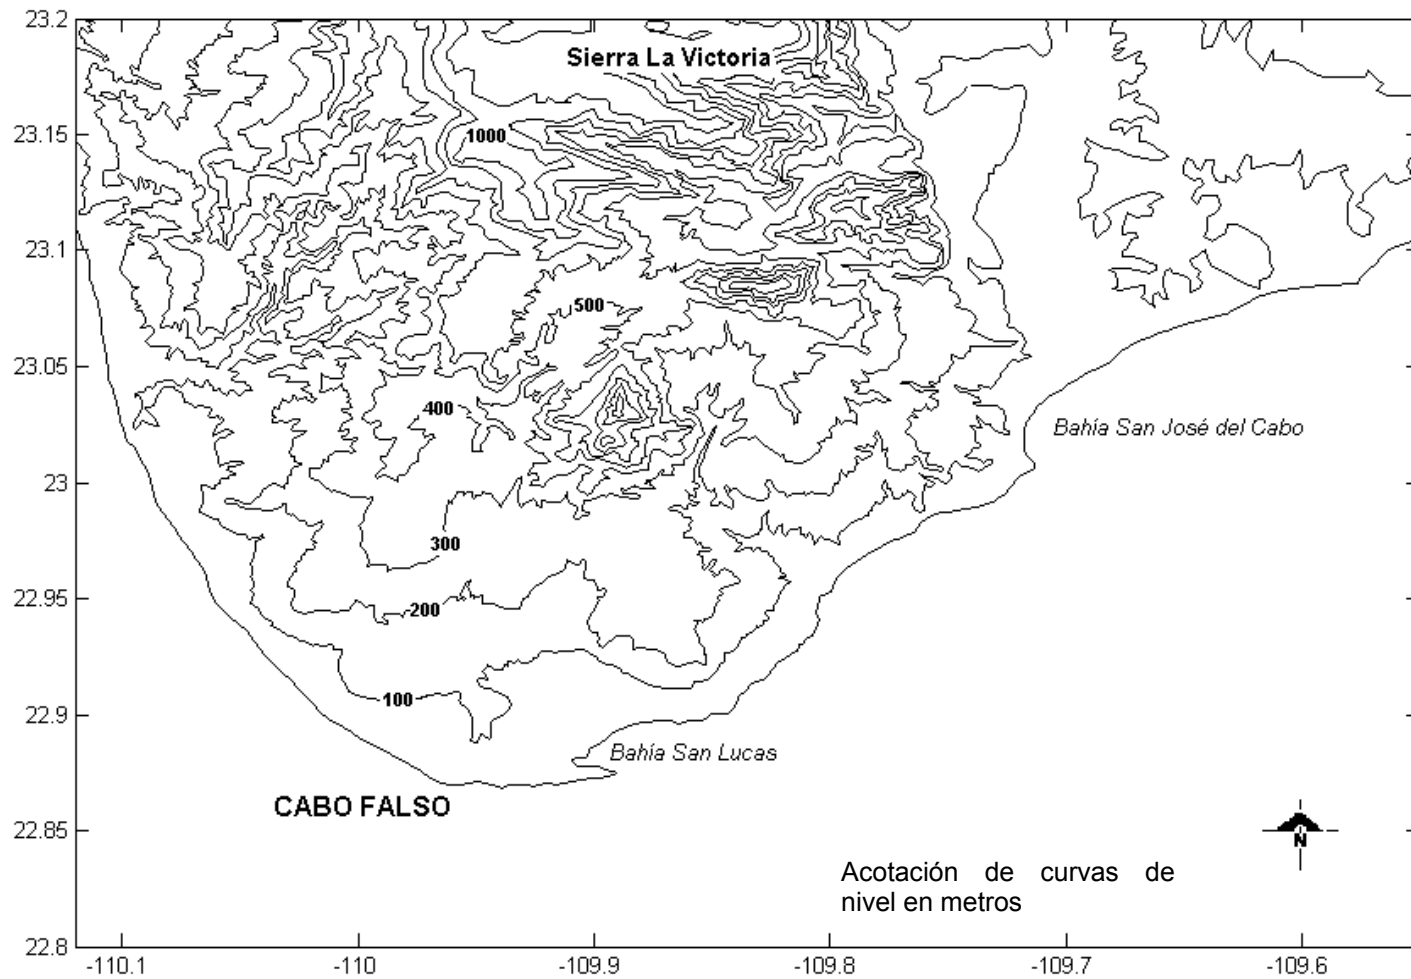 23.2
Sierra La Victoria
23.15
1000
23.1
500
23.05
400
Bahía San José del Cabo
23
300
22.95
200
100
22.9
Bahía San Lucas
CABO FALSO
22.85
N
Acotación de curvas de
nivel en metros
22.8
-110.1 -110 -109.9 -109.8 -109.7 -109.6